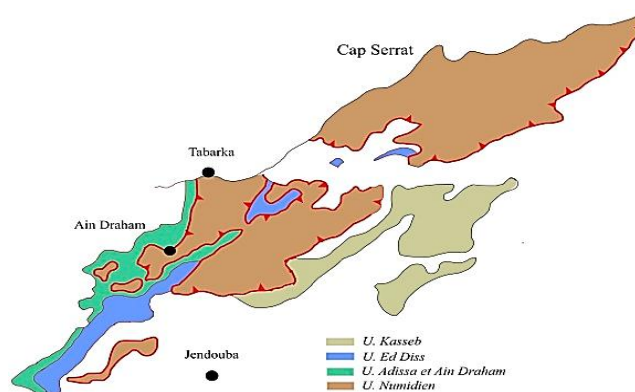 Cap Serrat
Tabarka
Ain Draham
Jendouba
U. Kasseb
U. Ed Diss
U. Adissa et Ain Draham
U. Numidien